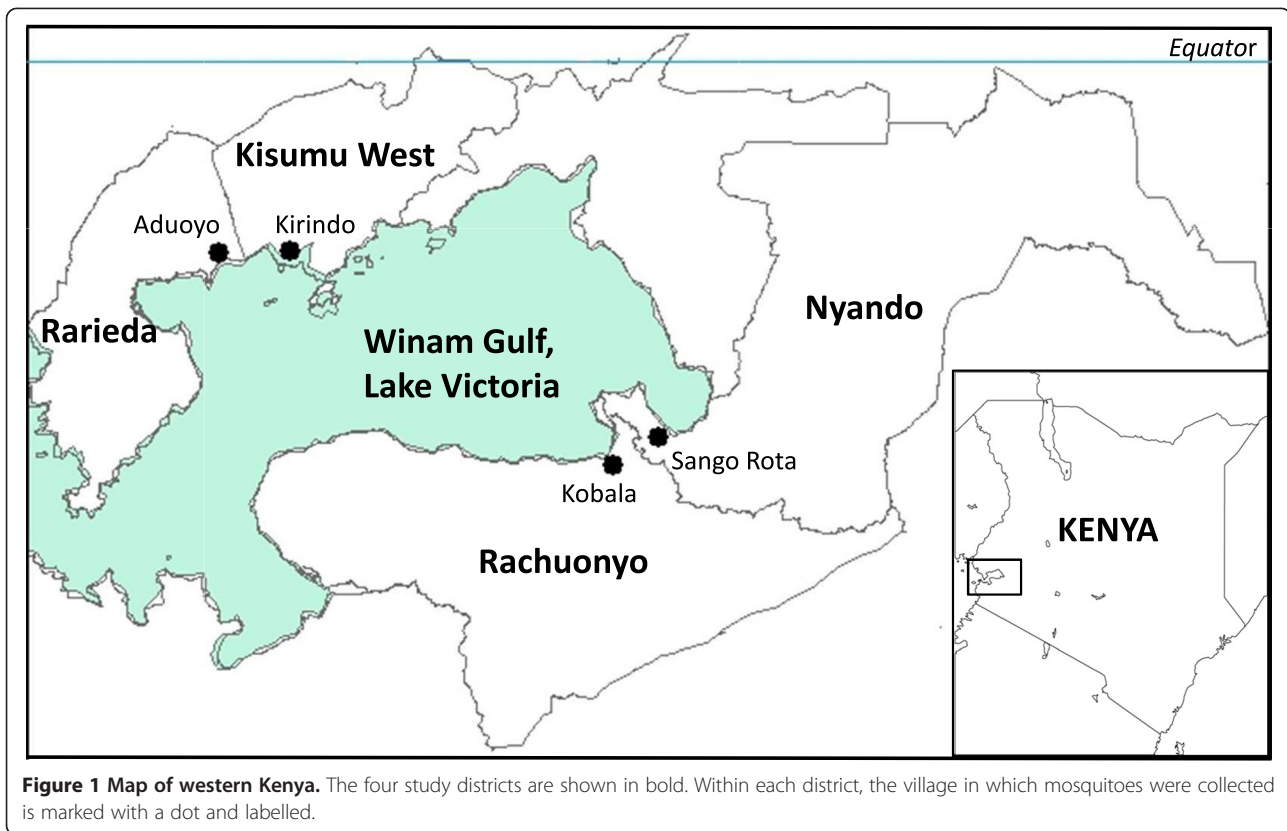 Equator
Kisumu West
Aduoyo
Kirindo
Rarieda
Nyando
Winam Gulf,
Lake Victoria
Sango Rota
Kobala
KENYA
Rachuonyo
Figure 1 Map of western Kenya. The four study districts are shown in bold. Within each district, the village in which mosquitoes were collected
is marked with a dot and labelled.